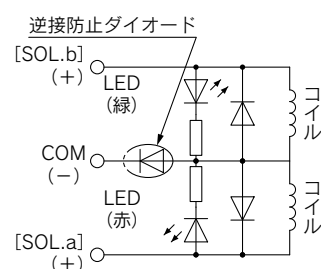 逆接防止ダイオード
[SOL.b]
(+)
LED
(緑)
コイル
COM
(−)
LED
(赤)
コイル
[SOL.a]
(+)